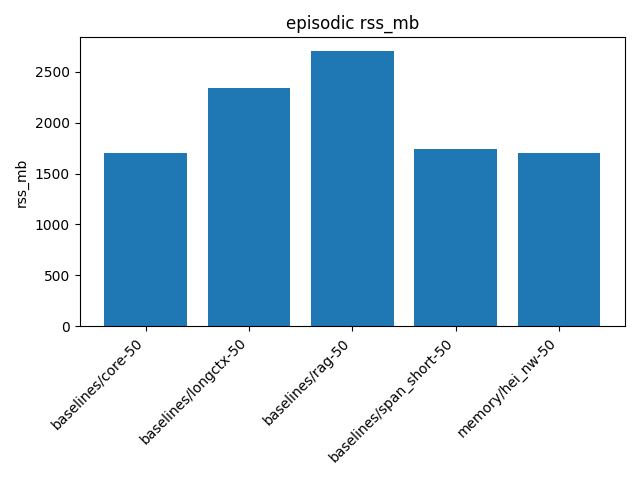 episodic rss_mb
rss_mb
2500
2000
1500
1000
500
0
baselines/core-50
baselines/longctx-50
baselines/rag-50
baselines/span_short-50
memory/hei_nw-50